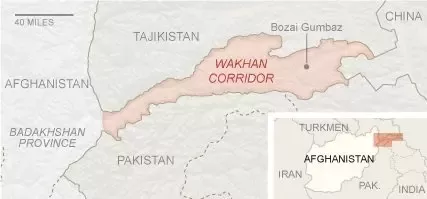 40 MILES
CHINA
TAJIKISTAN
Bozai Gumbaz
WAKHAN
CORRIDOR
AFGHANISTAN
BADAKHSHAN
PROVINCE
PAKISTAN
TURKMEN
AFGHANISTAN
IRAN
PAK.
INDIA